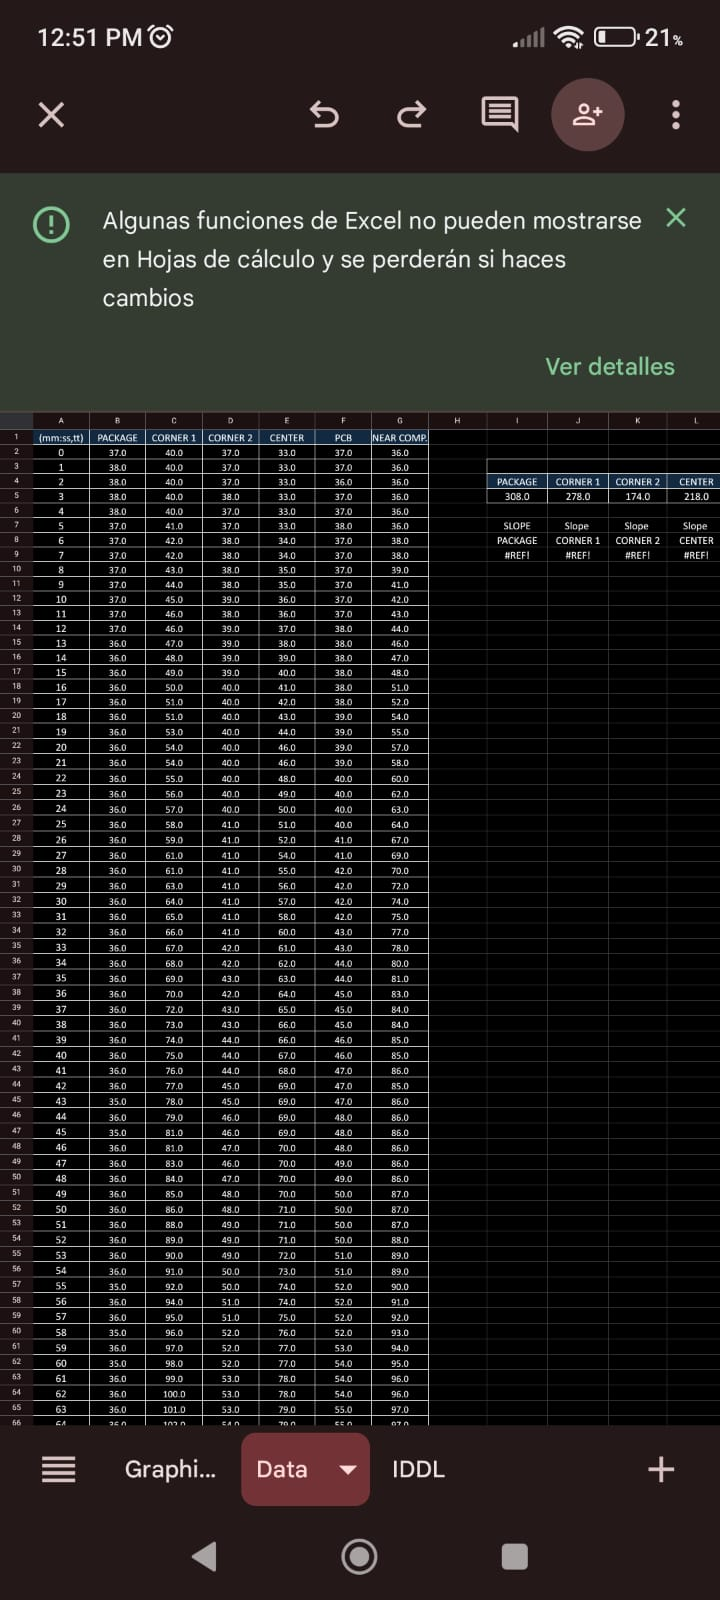 12:51 PM 21%
Algunas funciones de Excel no pueden mostrarse
en Hojas de cálculo y se perderán si haces
cambios
Ver detalles
A B C D E F G H I J K L
1 (mm:ss,tt) PACKAGE CORNER 1 CORNER 2 CENTER PCB NEAR COMP.
2 0 37.0 40.0 37.0 33.0 37.0 36.0
3 1 38.0 40.0 37.0 33.0 37.0 36.0
4 2 38.0 40.0 37.0 33.0 36.0 36.0 PACKAGE CORNER 1 CORNER 2 CENTER
5 3 38.0 40.0 38.0 33.0 37.0 36.0 308.0 278.0 174.0 218.0
6 4 38.0 40.0 37.0 33.0 37.0 36.0
7 5 37.0 41.0 37.0 33.0 38.0 36.0 SLOPE Slope Slope Slope
8 6 37.0 42.0 38.0 34.0 37.0 38.0 PACKAGE CORNER 1 CORNER 2 CENTER
9 7 37.0 42.0 38.0 34.0 37.0 38.0 #REF! #REF! #REF! #REF!
10 8 37.0 43.0 38.0 35.0 37.0 39.0
11 9 37.0 44.0 38.0 35.0 37.0 41.0
12 10 37.0 45.0 39.0 36.0 37.0 42.0
13 11 37.0 46.0 38.0 36.0 37.0 43.0
14 12 37.0 46.0 39.0 37.0 38.0 44.0
15 13 36.0 47.0 39.0 38.0 38.0 46.0
16 14 36.0 48.0 39.0 39.0 38.0 47.0
17 15 36.0 49.0 39.0 40.0 38.0 48.0
18 16 36.0 50.0 40.0 41.0 38.0 51.0
19 17 36.0 51.0 40.0 42.0 38.0 52.0
20 18 36.0 51.0 40.0 43.0 39.0 54.0
21 19 36.0 53.0 40.0 44.0 39.0 55.0
22 20 36.0 54.0 40.0 46.0 39.0 57.0
23 21 36.0 54.0 40.0 46.0 39.0 58.0
24 22 36.0 55.0 40.0 48.0 40.0 60.0
25 23 36.0 56.0 40.0 49.0 40.0 62.0
26 24 36.0 57.0 40.0 50.0 40.0 63.0
27 25 36.0 58.0 41.0 51.0 40.0 64.0
28 26 36.0 59.0 41.0 52.0 41.0 67.0
29 27 36.0 61.0 41.0 54.0 41.0 69.0
30 28 36.0 61.0 41.0 55.0 42.0 70.0
31 29 36.0 63.0 41.0 56.0 42.0 72.0
32 30 36.0 64.0 41.0 57.0 42.0 74.0
33 31 36.0 65.0 41.0 58.0 42.0 75.0
34 32 36.0 66.0 41.0 60.0 43.0 77.0
35 33 36.0 67.0 42.0 61.0 43.0 78.0
36 34 36.0 68.0 42.0 62.0 44.0 80.0
37 35 36.0 69.0 43.0 63.0 44.0 81.0
38 36 36.0 70.0 42.0 64.0 45.0 83.0
39 37 36.0 72.0 43.0 65.0 45.0 84.0
40 38 36.0 73.0 43.0 66.0 45.0 84.0
41 39 36.0 74.0 44.0 66.0 46.0 85.0
42 40 36.0 75.0 44.0 67.0 46.0 85.0
43 41 36.0 76.0 44.0 68.0 47.0 86.0
44 42 36.0 77.0 45.0 69.0 47.0 85.0
45 43 35.0 78.0 45.0 69.0 47.0 86.0
46 44 36.0 79.0 46.0 69.0 48.0 86.0
47 45 35.0 81.0 46.0 69.0 48.0 86.0
48 46 36.0 81.0 47.0 70.0 48.0 86.0
49 47 36.0 83.0 46.0 70.0 49.0 86.0
50 48 36.0 84.0 47.0 70.0 49.0 86.0
51 49 36.0 85.0 48.0 70.0 50.0 87.0
52 50 36.0 86.0 48.0 71.0 50.0 87.0
53 51 36.0 88.0 49.0 71.0 50.0 87.0
54 52 36.0 89.0 49.0 71.0 50.0 88.0
55 53 36.0 90.0 49.0 72.0 51.0 89.0
56 54 36.0 91.0 50.0 73.0 51.0 89.0
57 55 35.0 92.0 50.0 74.0 52.0 90.0
58 56 36.0 94.0 51.0 74.0 52.0 91.0
59 57 36.0 95.0 51.0 75.0 52.0 92.0
60 58 35.0 96.0 52.0 76.0 52.0 93.0
61 59 36.0 97.0 52.0 77.0 53.0 94.0
62 60 35.0 98.0 52.0 77.0 54.0 95.0
63 61 36.0 99.0 53.0 78.0 54.0 96.0
64 62 36.0 100.0 53.0 78.0 54.0 96.0
65 63 36.0 101.0 53.0 79.0 55.0 97.0
66 64 36.0 102.0 54.0 79.0 55.0 97.0
Graphi... Data IDDL